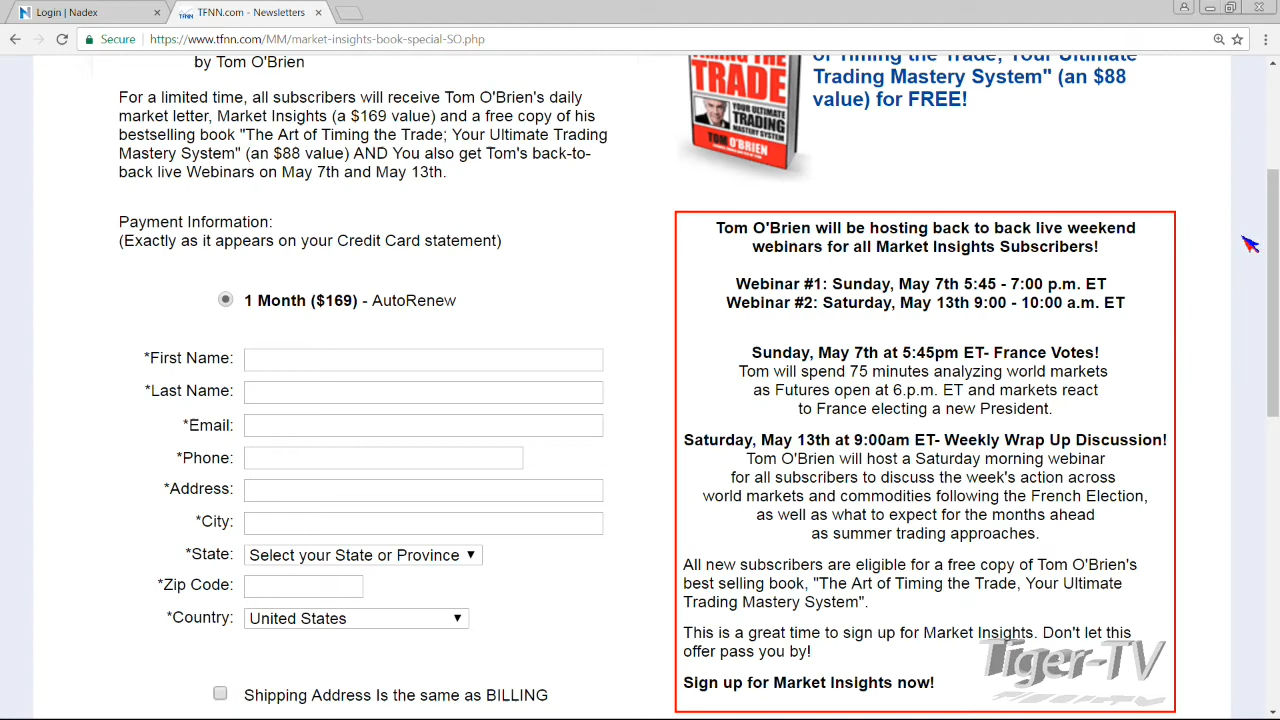 Login | Nadex
TFNN.com - Newsletters
Secure
https://www.tfnn.com/MM/market-insights-book-special-SO.php
by Tom O'Brien
For a limited time, all subscribers will receive Tom O'Brien's daily
market letter, Market Insights (a $169 value) and a free copy of his
bestselling book "The Art of Timing the Trade; Your Ultimate Trading
Mastery System" (an $88 value) AND You also get Tom's back-to-
back live Webinars on May 7th and May 13th.
Payment Information:
(Exactly as it appears on your Credit Card statement)
1 Month ($169) - AutoRenew
*First Name:
*Last Name:
*Email:
*Phone:
*Address:
*City:
*State:
Select your State or Province
*Zip Code:
*Country:
United States
Shipping Address Is the same as BILLING
TIMING THE
TRADE
YOUR ULTIMATE
TRADING
MASTERY
SYSTEM
TOM O'BRIEN
of Timing the Trade, Your Ultimate
Trading Mastery System" (an $88
value) for FREE!
Tom O'Brien will be hosting back to back live weekend
webinars for all Market Insights Subscribers!
Webinar #1: Sunday, May 7th 5:45 - 7:00 p.m. ET
Webinar #2: Saturday, May 13th 9:00 - 10:00 a.m. ET
Sunday, May 7th at 5:45pm ET- France Votes!
Tom will spend 75 minutes analyzing world markets
as Futures open at 6.p.m. ET and markets react
to France electing a new President.
Saturday, May 13th at 9:00am ET- Weekly Wrap Up Discussion!
Tom O'Brien will host a Saturday morning webinar
for all subscribers to discuss the week's action across
world markets and commodities following the French Election,
as well as what to expect for the months ahead
as summer trading approaches.
All new subscribers are eligible for a free copy of Tom O'Brien's
best selling book, "The Art of Timing the Trade, Your Ultimate
Trading Mastery System".
This is a great time to sign up for Market Insights. Don't let this
offer pass you by!
Sign up for Market Insights now!
Tiger-TV